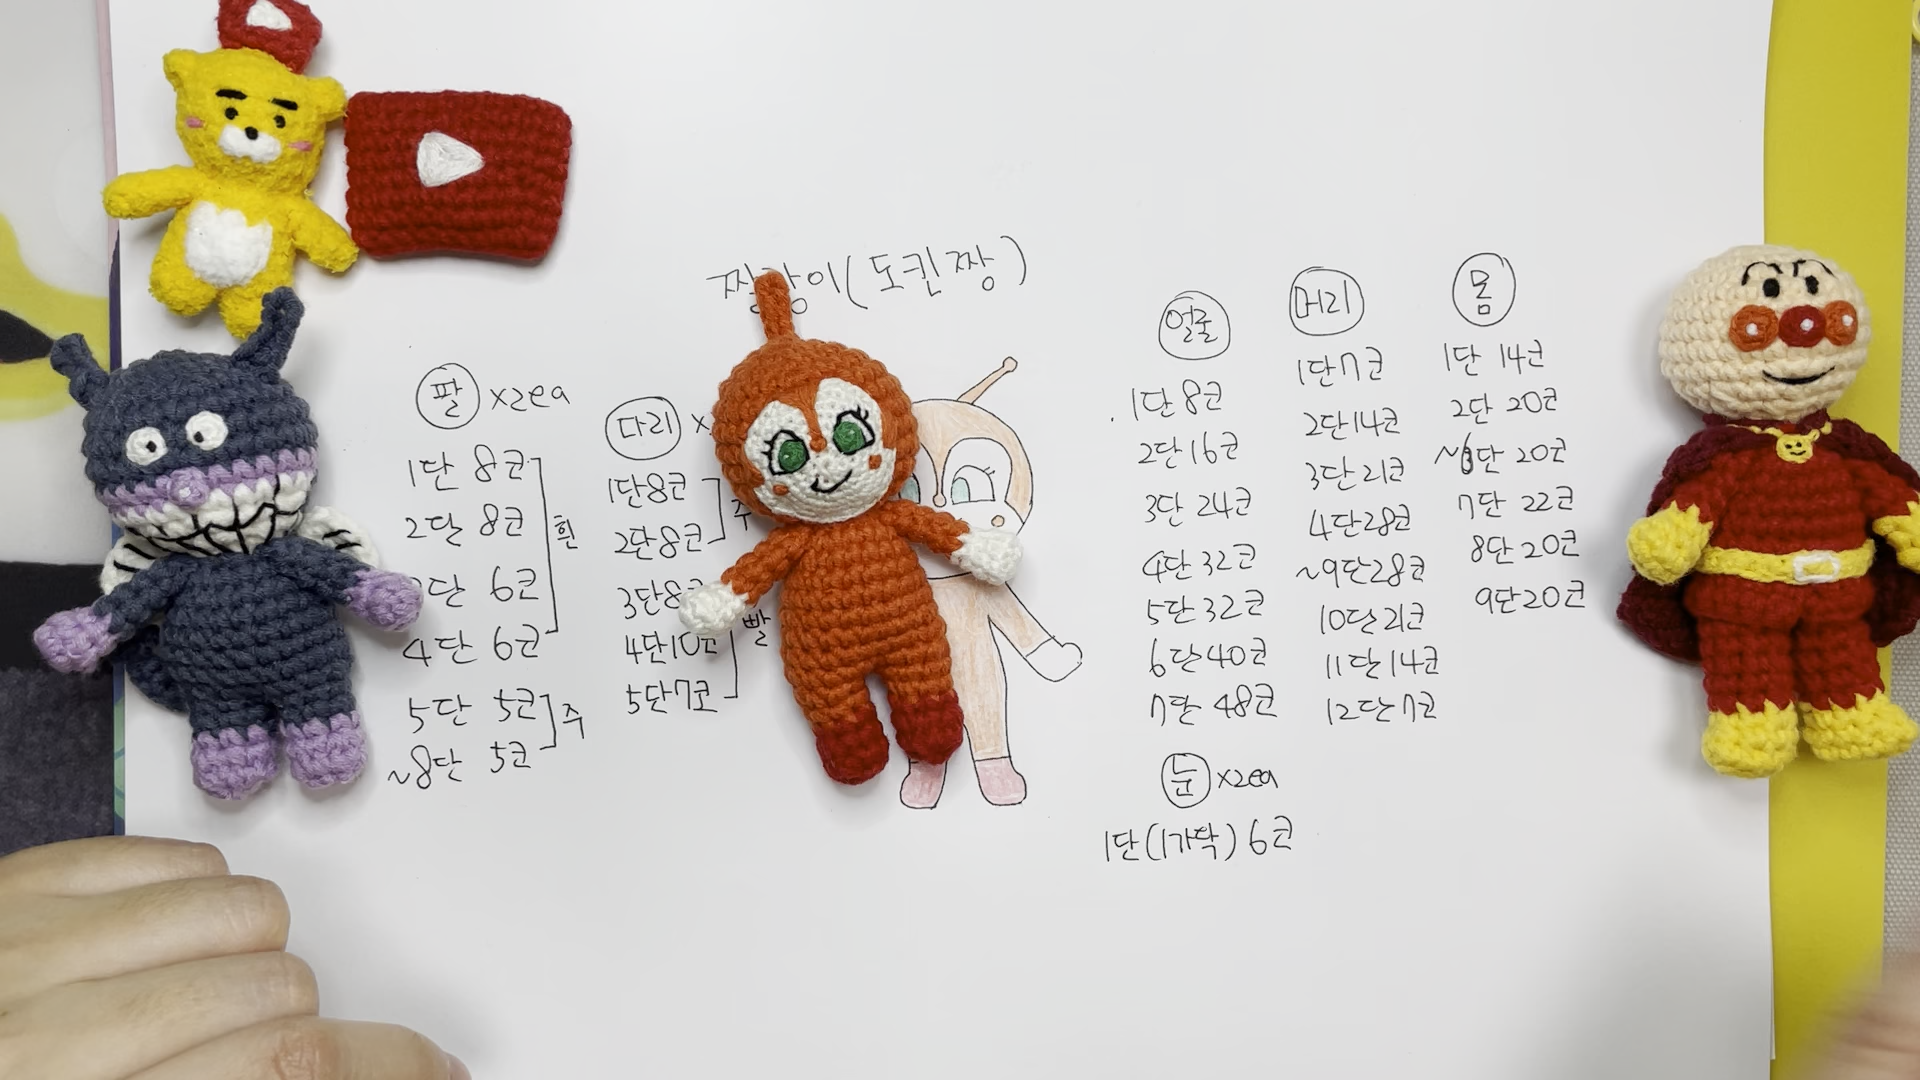 짤랑이(도킨짱)
팔 x2ea
1단 8코
2단 8코
단 6코
4단 6코
흰
5단 5코
~8단 5코
주
다리 x
1단8코
2단8코
주
3단8코
4단10코
5단7코
빨
얼굴
1단 8코
2단 16코
3단 24코
4단 32코
5단 32코
6단 40코
7단 48코
눈 x2ea
1단(1가닥) 6코
머리
1단 7코
2단 14코
3단 21코
4단 28코
~9단 28코
10단 21코
11단 14코
12단 7코
몸
1단 14코
2단 20코
~6단 20코
7단 22코
8단 20코
9단 20코